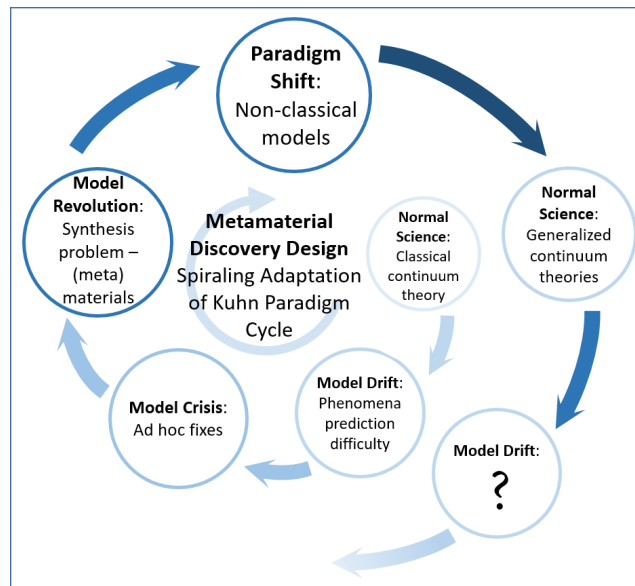 Paradigm
Shift:
Non-classical
models
Model
Revolution:
Synthesis
problem –
(meta)
materials
Metamaterial
Discovery Design
Spiraling Adaptation
of Kuhn Paradigm
Cycle
Normal
Science:
Classical
continuum
theory
Normal
Science:
Generalized
continuum
theories
Model Crisis:
Ad hoc fixes
Model Drift:
Phenomena
prediction
difficulty
Model Drift:
?